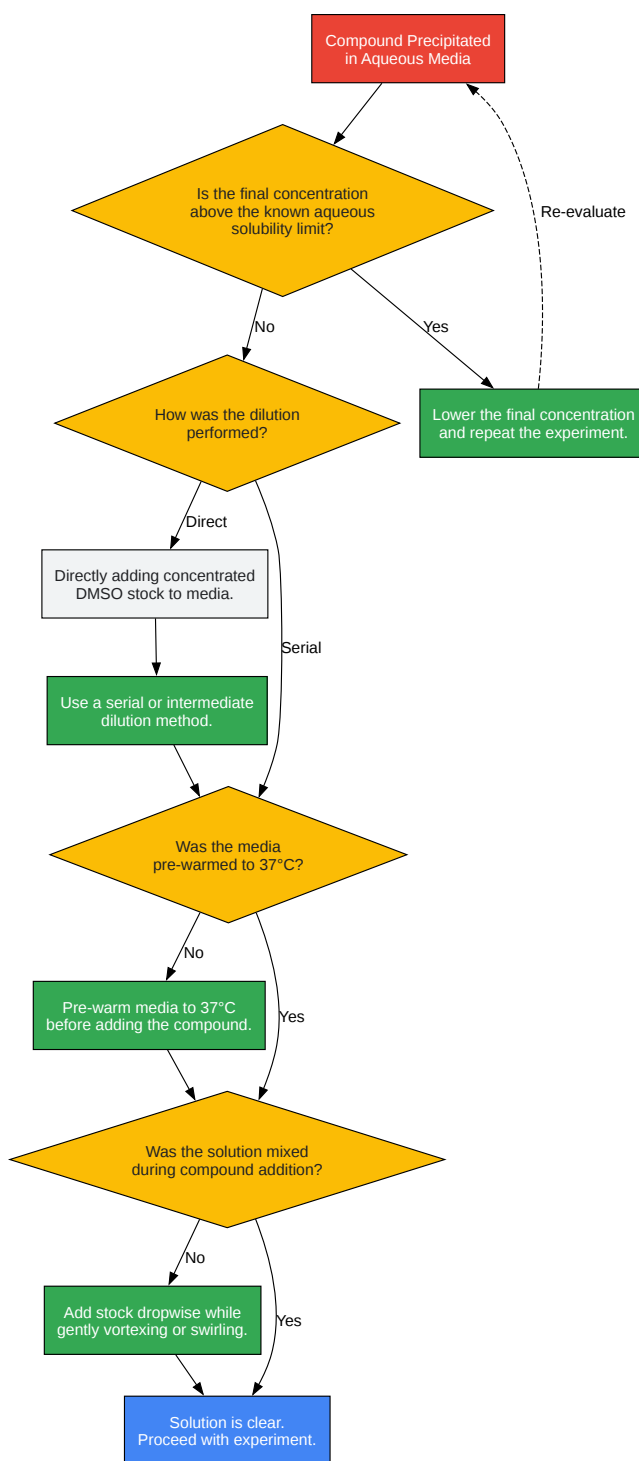 Compound Precipitated
in Aqueous Media
Is the final concentration
above the known aqueous
solubility limit?
Re-evaluate
No
Yes
How was the dilution
performed?
Lower the final concentration
and repeat the experiment.
Direct
Directly adding concentrated
DMSO stock to media.
Serial
Use a serial or intermediate
dilution method.
Was the media
pre-warmed to 37°C?
No
Pre-warm media to 37°C
before adding the compound.
Yes
Was the solution mixed
during compound addition?
No
Add stock dropwise while
gently vortexing or swirling.
Yes
Solution is clear.
Proceed with experiment.